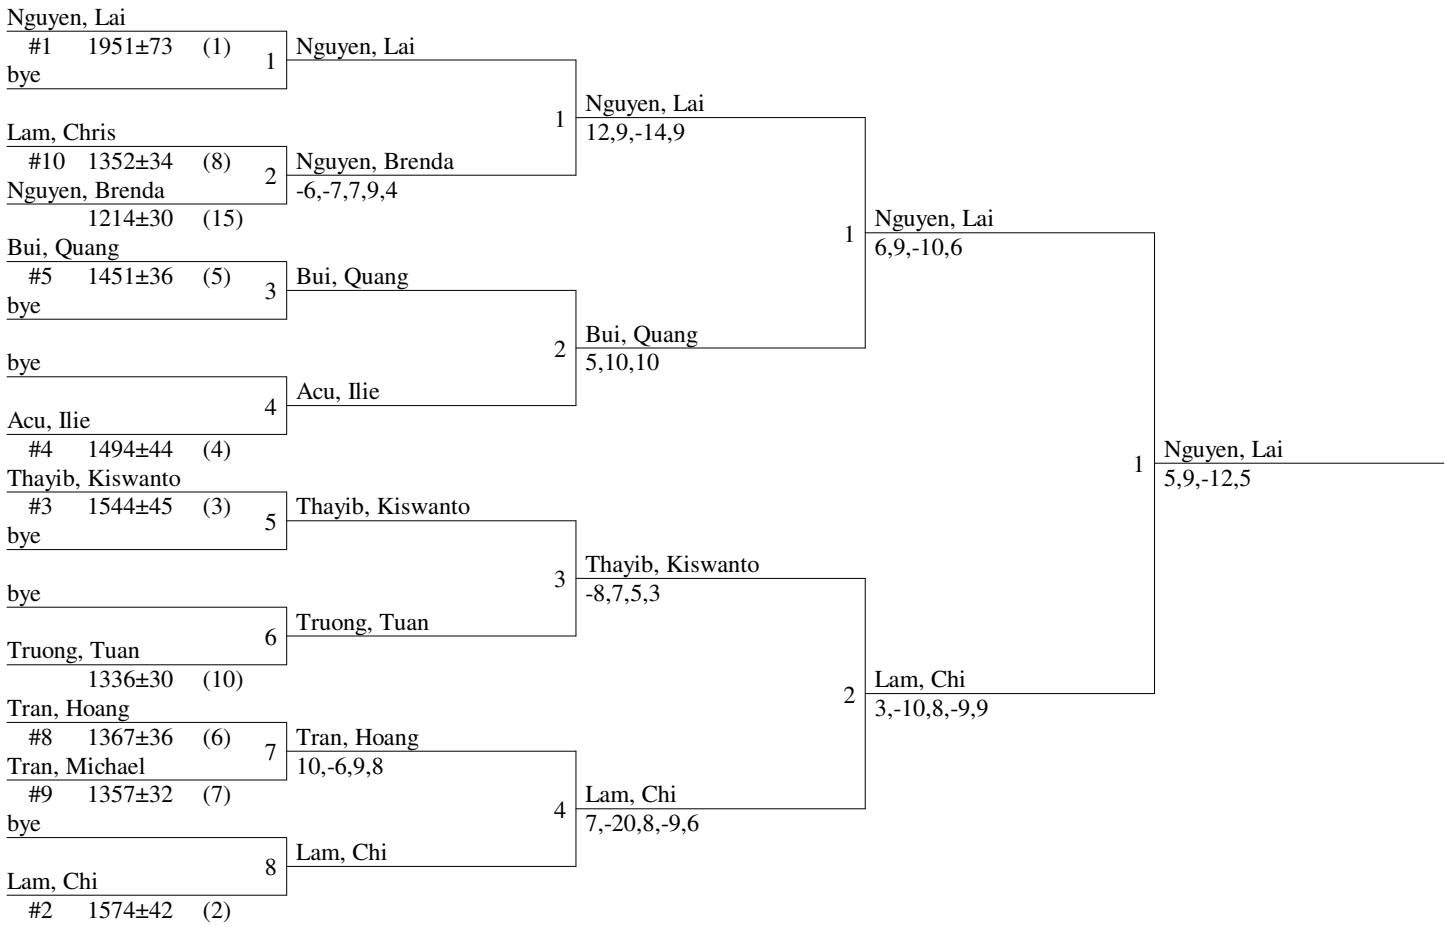 Nguyen, Lai
#1 1951±73 (1)
bye
1
Lam, Chris
#10 1352±34 (8)
Nguyen, Brenda
1214±30 (15)
2
Bui, Quang
#5 1451±36 (5)
bye
3
bye
Acu, Ilie
#4 1494±44 (4)
4
Thayib, Kiswanto
#3 1544±45 (3)
bye
5
bye
Truong, Tuan
1336±30 (10)
6
Tran, Hoang
#8 1367±36 (6)
Tran, Michael
#9 1357±32 (7)
7
bye
Lam, Chi
#2 1574±42 (2)
8
Nguyen, Lai
Nguyen, Brenda
-6,-7,7,9,4
1
Bui, Quang
Acu, Ilie
2
Thayib, Kiswanto
Truong, Tuan
3
Tran, Hoang
10,-6,9,8
Lam, Chi
4
Nguyen, Lai
12,9,-14,9
Bui, Quang
5,10,10
1
Thayib, Kiswanto
-8,7,5,3
Lam, Chi
7,-20,8,-9,6
2
Nguyen, Lai
6,9,-10,6
Lam, Chi
3,-10,8,-9,9
1
Nguyen, Lai
5,9,-12,5